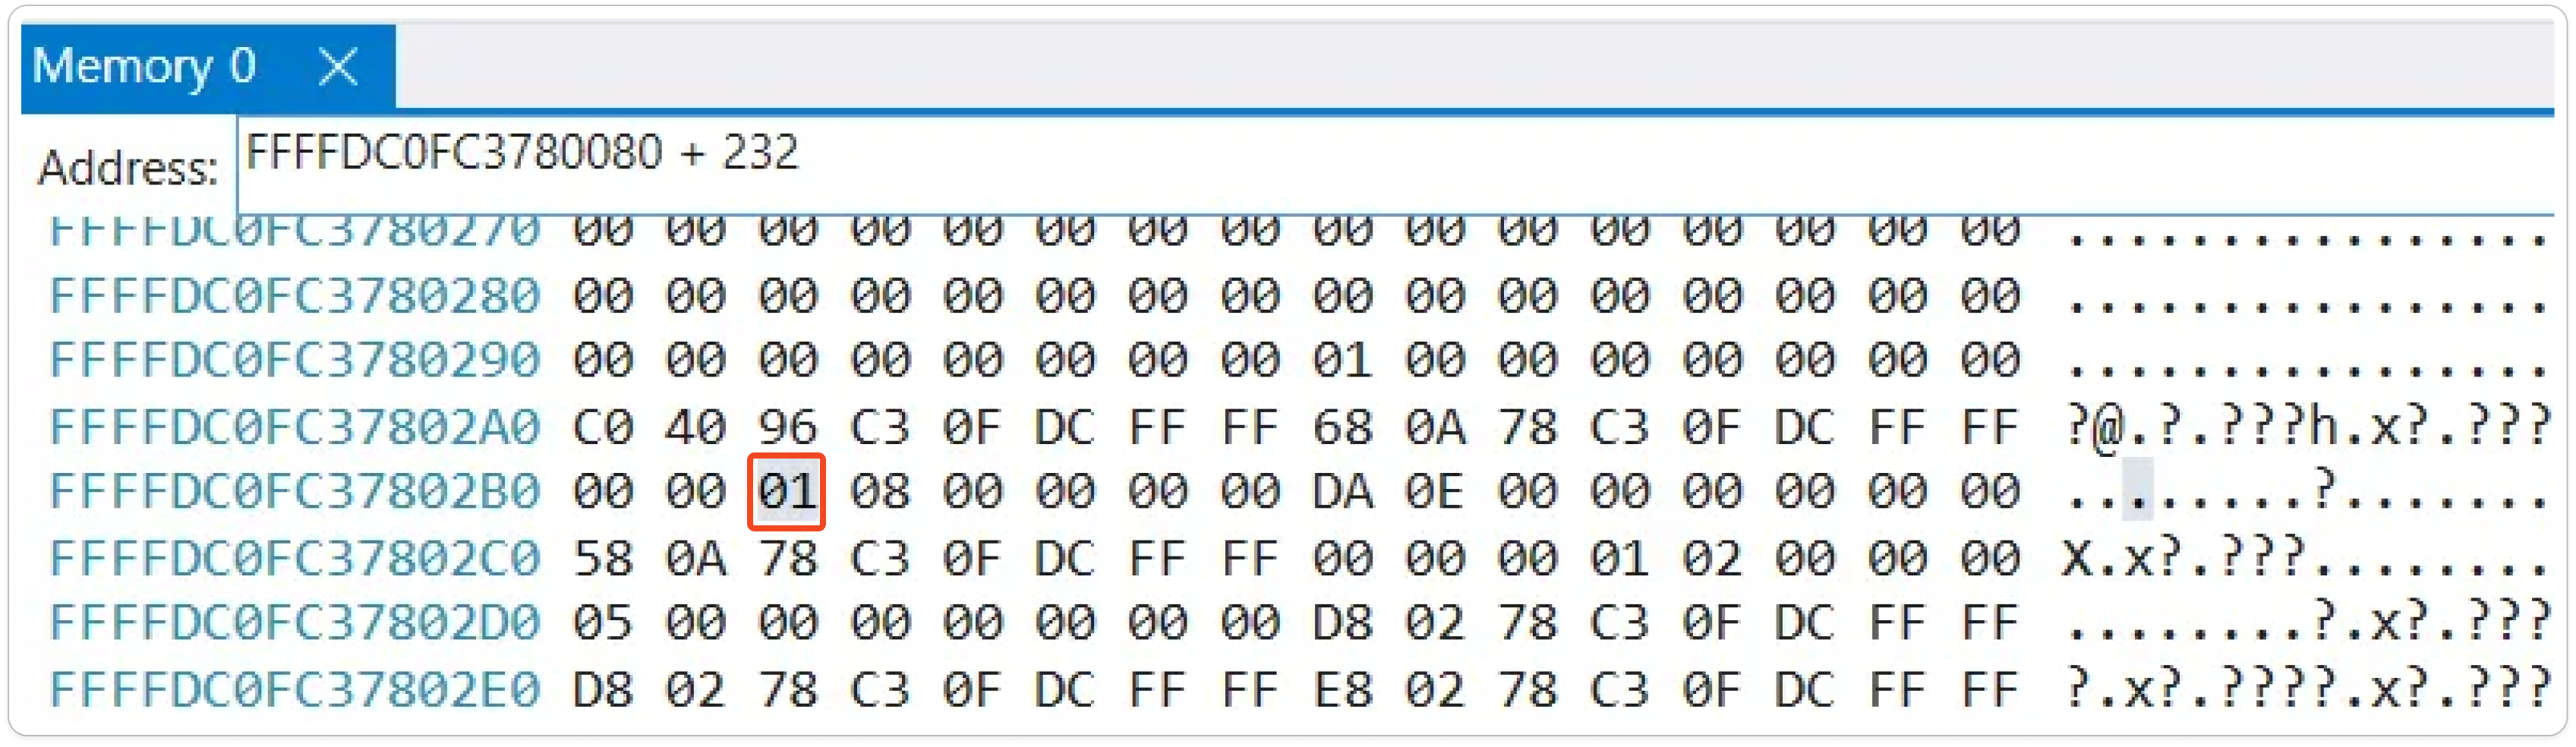 Memory 0 ×
Address: FFFFDC0FC3780080 + 232
FFFFDC0FC3780270 00 00 00 00 00 00 00 00 00 00 00 00 00 00 00 00 ................
FFFFDC0FC3780280 00 00 00 00 00 00 00 00 00 00 00 00 00 00 00 00 ................
FFFFDC0FC3780290 00 00 00 00 00 00 00 00 01 00 00 00 00 00 00 00 ................
FFFFDC0FC37802A0 C0 40 96 C3 0F DC FF FF 68 0A 78 C3 0F DC FF FF ?@.?.???h.x?.???
FFFFDC0FC37802B0 00 00 01 08 00 00 00 00 DA 0E 00 00 00 00 00 00 ........?.......
FFFFDC0FC37802C0 58 0A 78 C3 0F DC FF FF 00 00 00 01 02 00 00 00 X.x?.???........
FFFFDC0FC37802D0 05 00 00 00 00 00 00 00 D8 02 78 C3 0F DC FF FF ........?.x?.???
FFFFDC0FC37802E0 D8 02 78 C3 0F DC FF FF E8 02 78 C3 0F DC FF FF ?.x?.????.x?.???